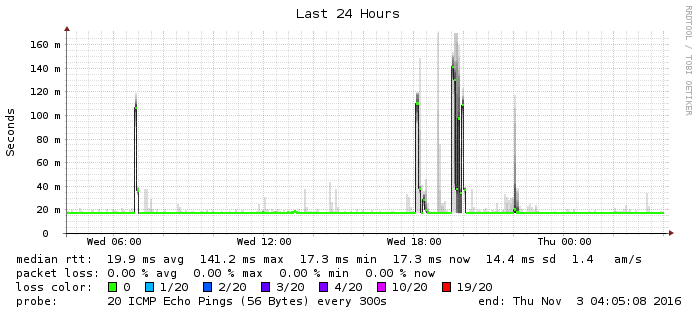 Last 24 Hours
RRDTOOL / TOBI OETIKER
Seconds
160 m
140 m
120 m
100 m
80 m
60 m
40 m
20 m
0
Wed 06:00 Wed 12:00 Wed 18:00 Thu 00:00
median rtt: 19.9 ms avg 141.2 ms max 17.3 ms min 17.3 ms now 14.4 ms sd 1.4 am/s
packet loss: 0.00 % avg 0.00 % max 0.00 % min 0.00 % now
loss color: 0 1/20 2/20 3/20 4/20 10/20 19/20
probe: 20 ICMP Echo Pings (56 Bytes) every 300s end: Thu Nov 3 04:05:08 2016